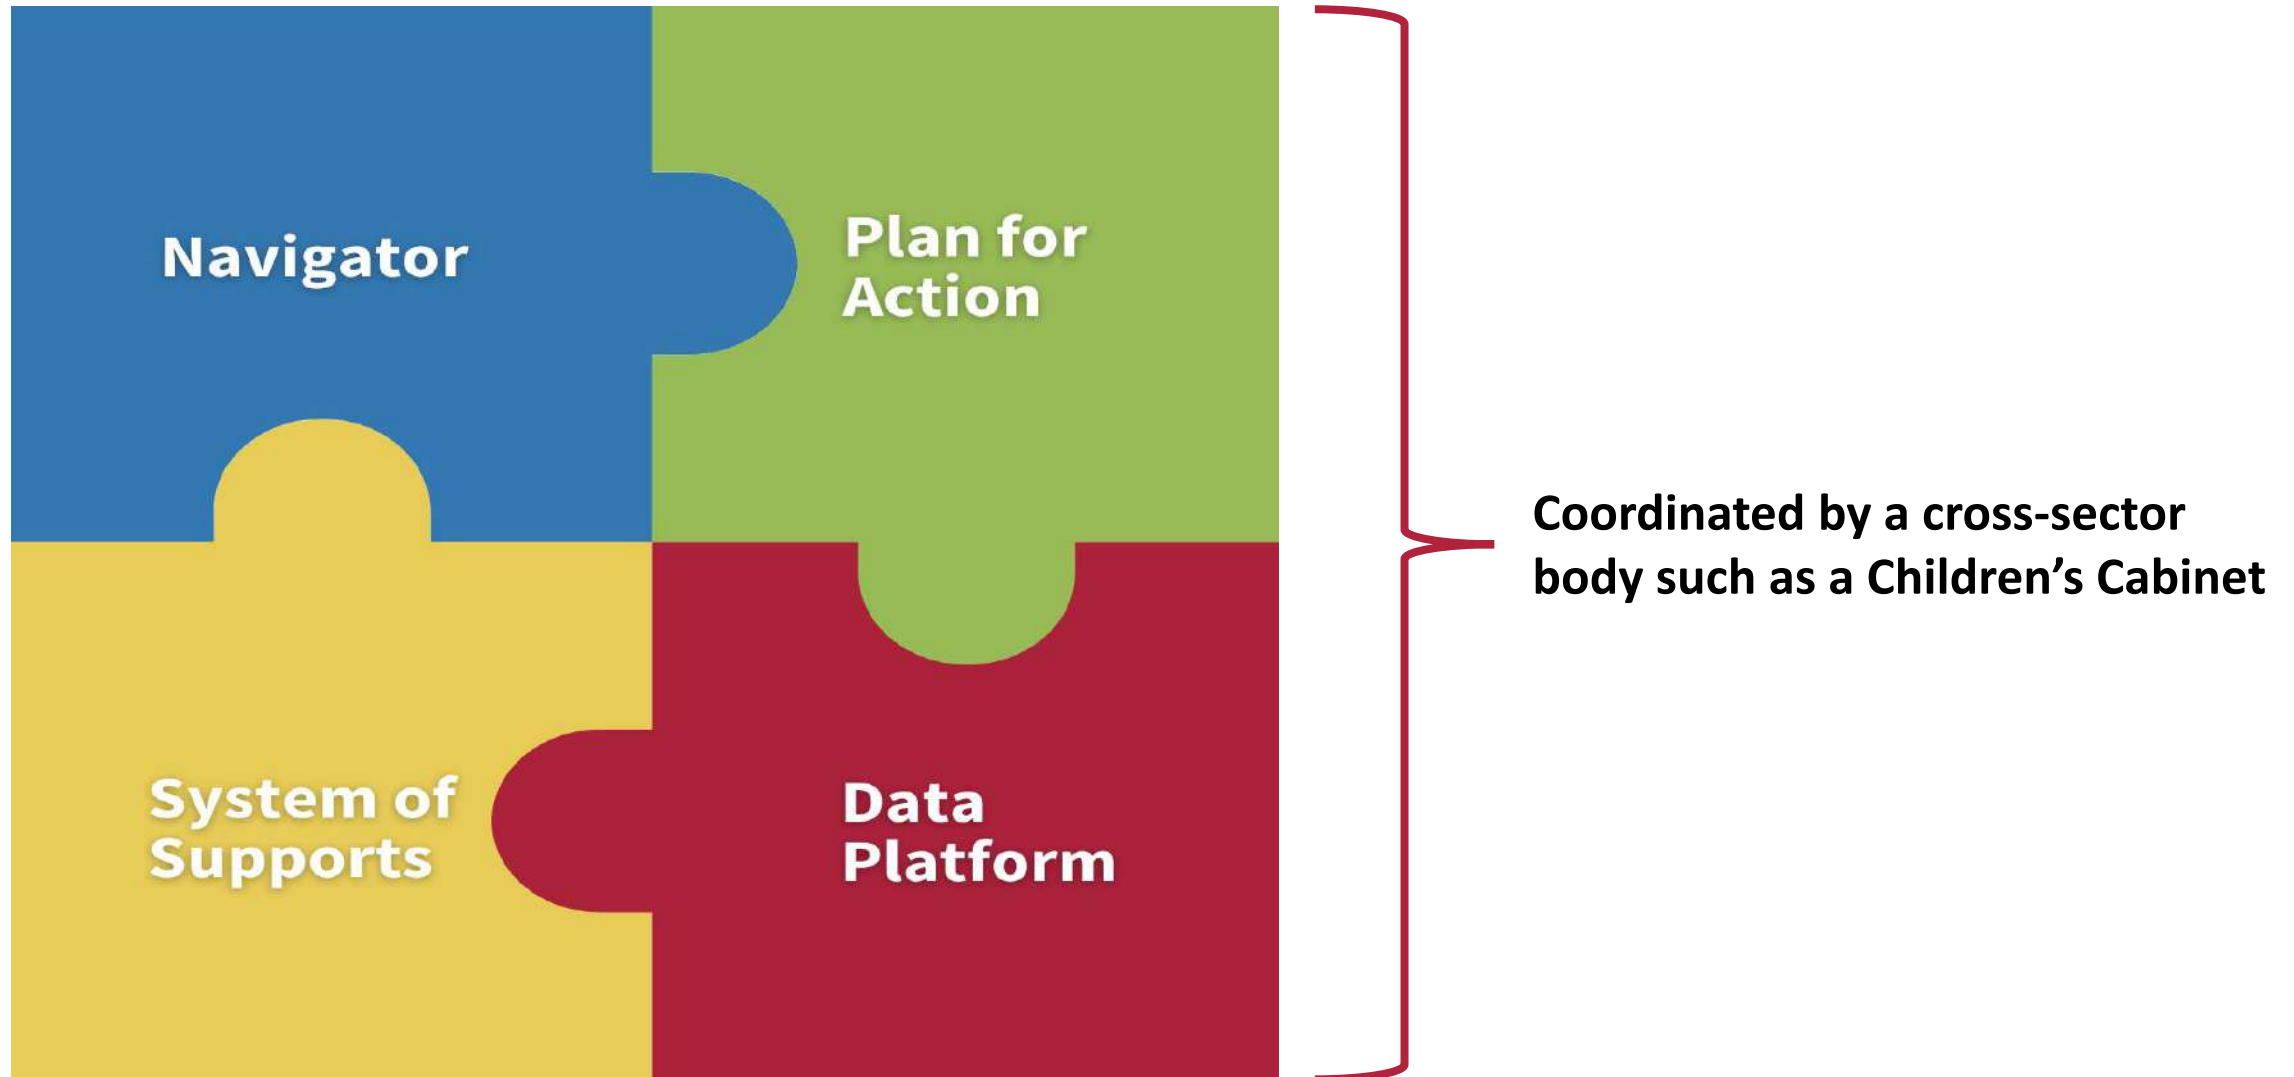 Navigator
Plan for
Action
System of
Supports
Data
Platform
Coordinated by a cross-sector
body such as a Children’s Cabinet